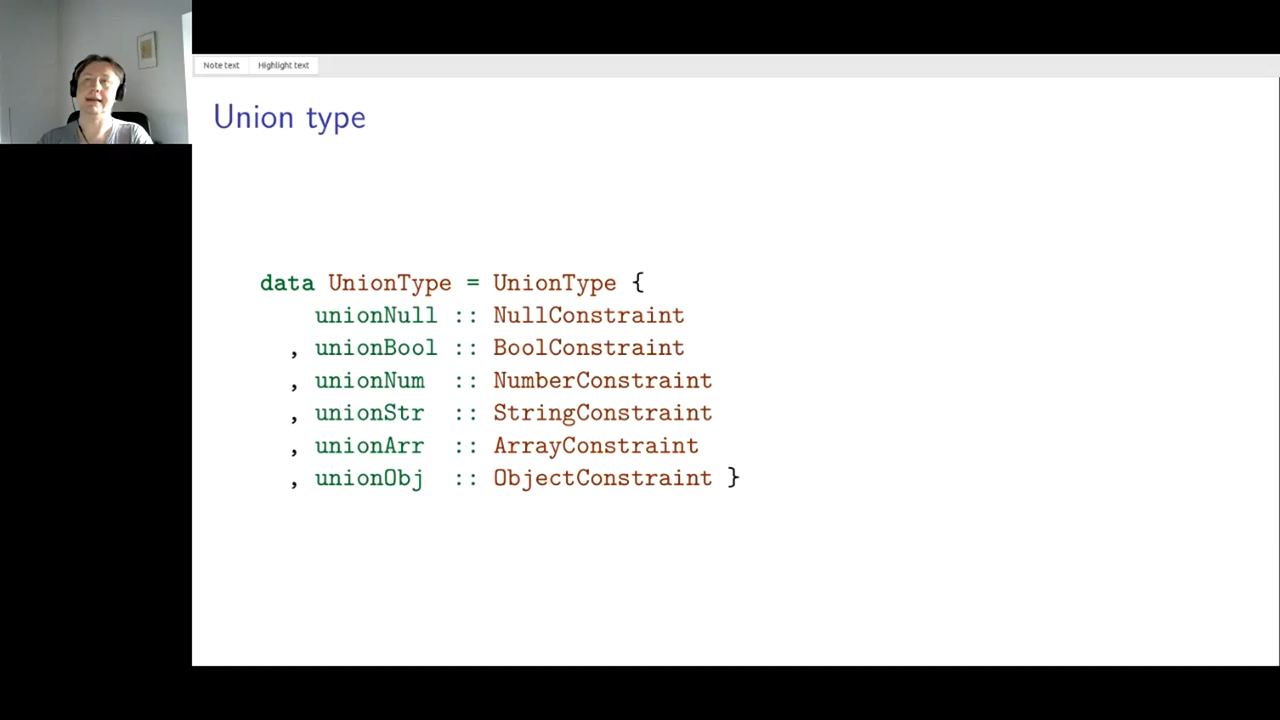 Note text Highlight text
Union type
data UnionType = UnionType {
unionNull :: NullConstraint
, unionBool :: BoolConstraint
, unionNum :: NumberConstraint
, unionStr :: StringConstraint
, unionArr :: ArrayConstraint
, unionObj :: ObjectConstraint }